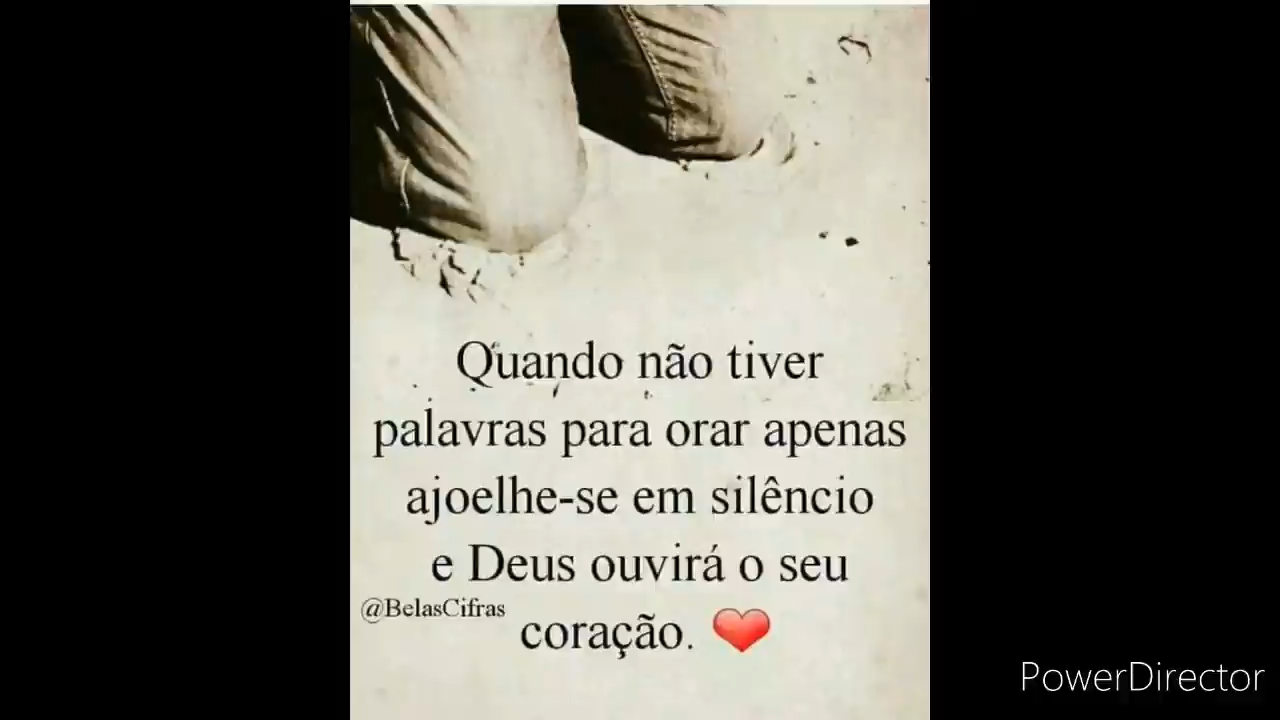 Quando não tiver
palavras para orar apenas
ajoelhe-se em silêncio
e Deus ouvirá o seu
@BelasCifras
coração. ❤
PowerDirector